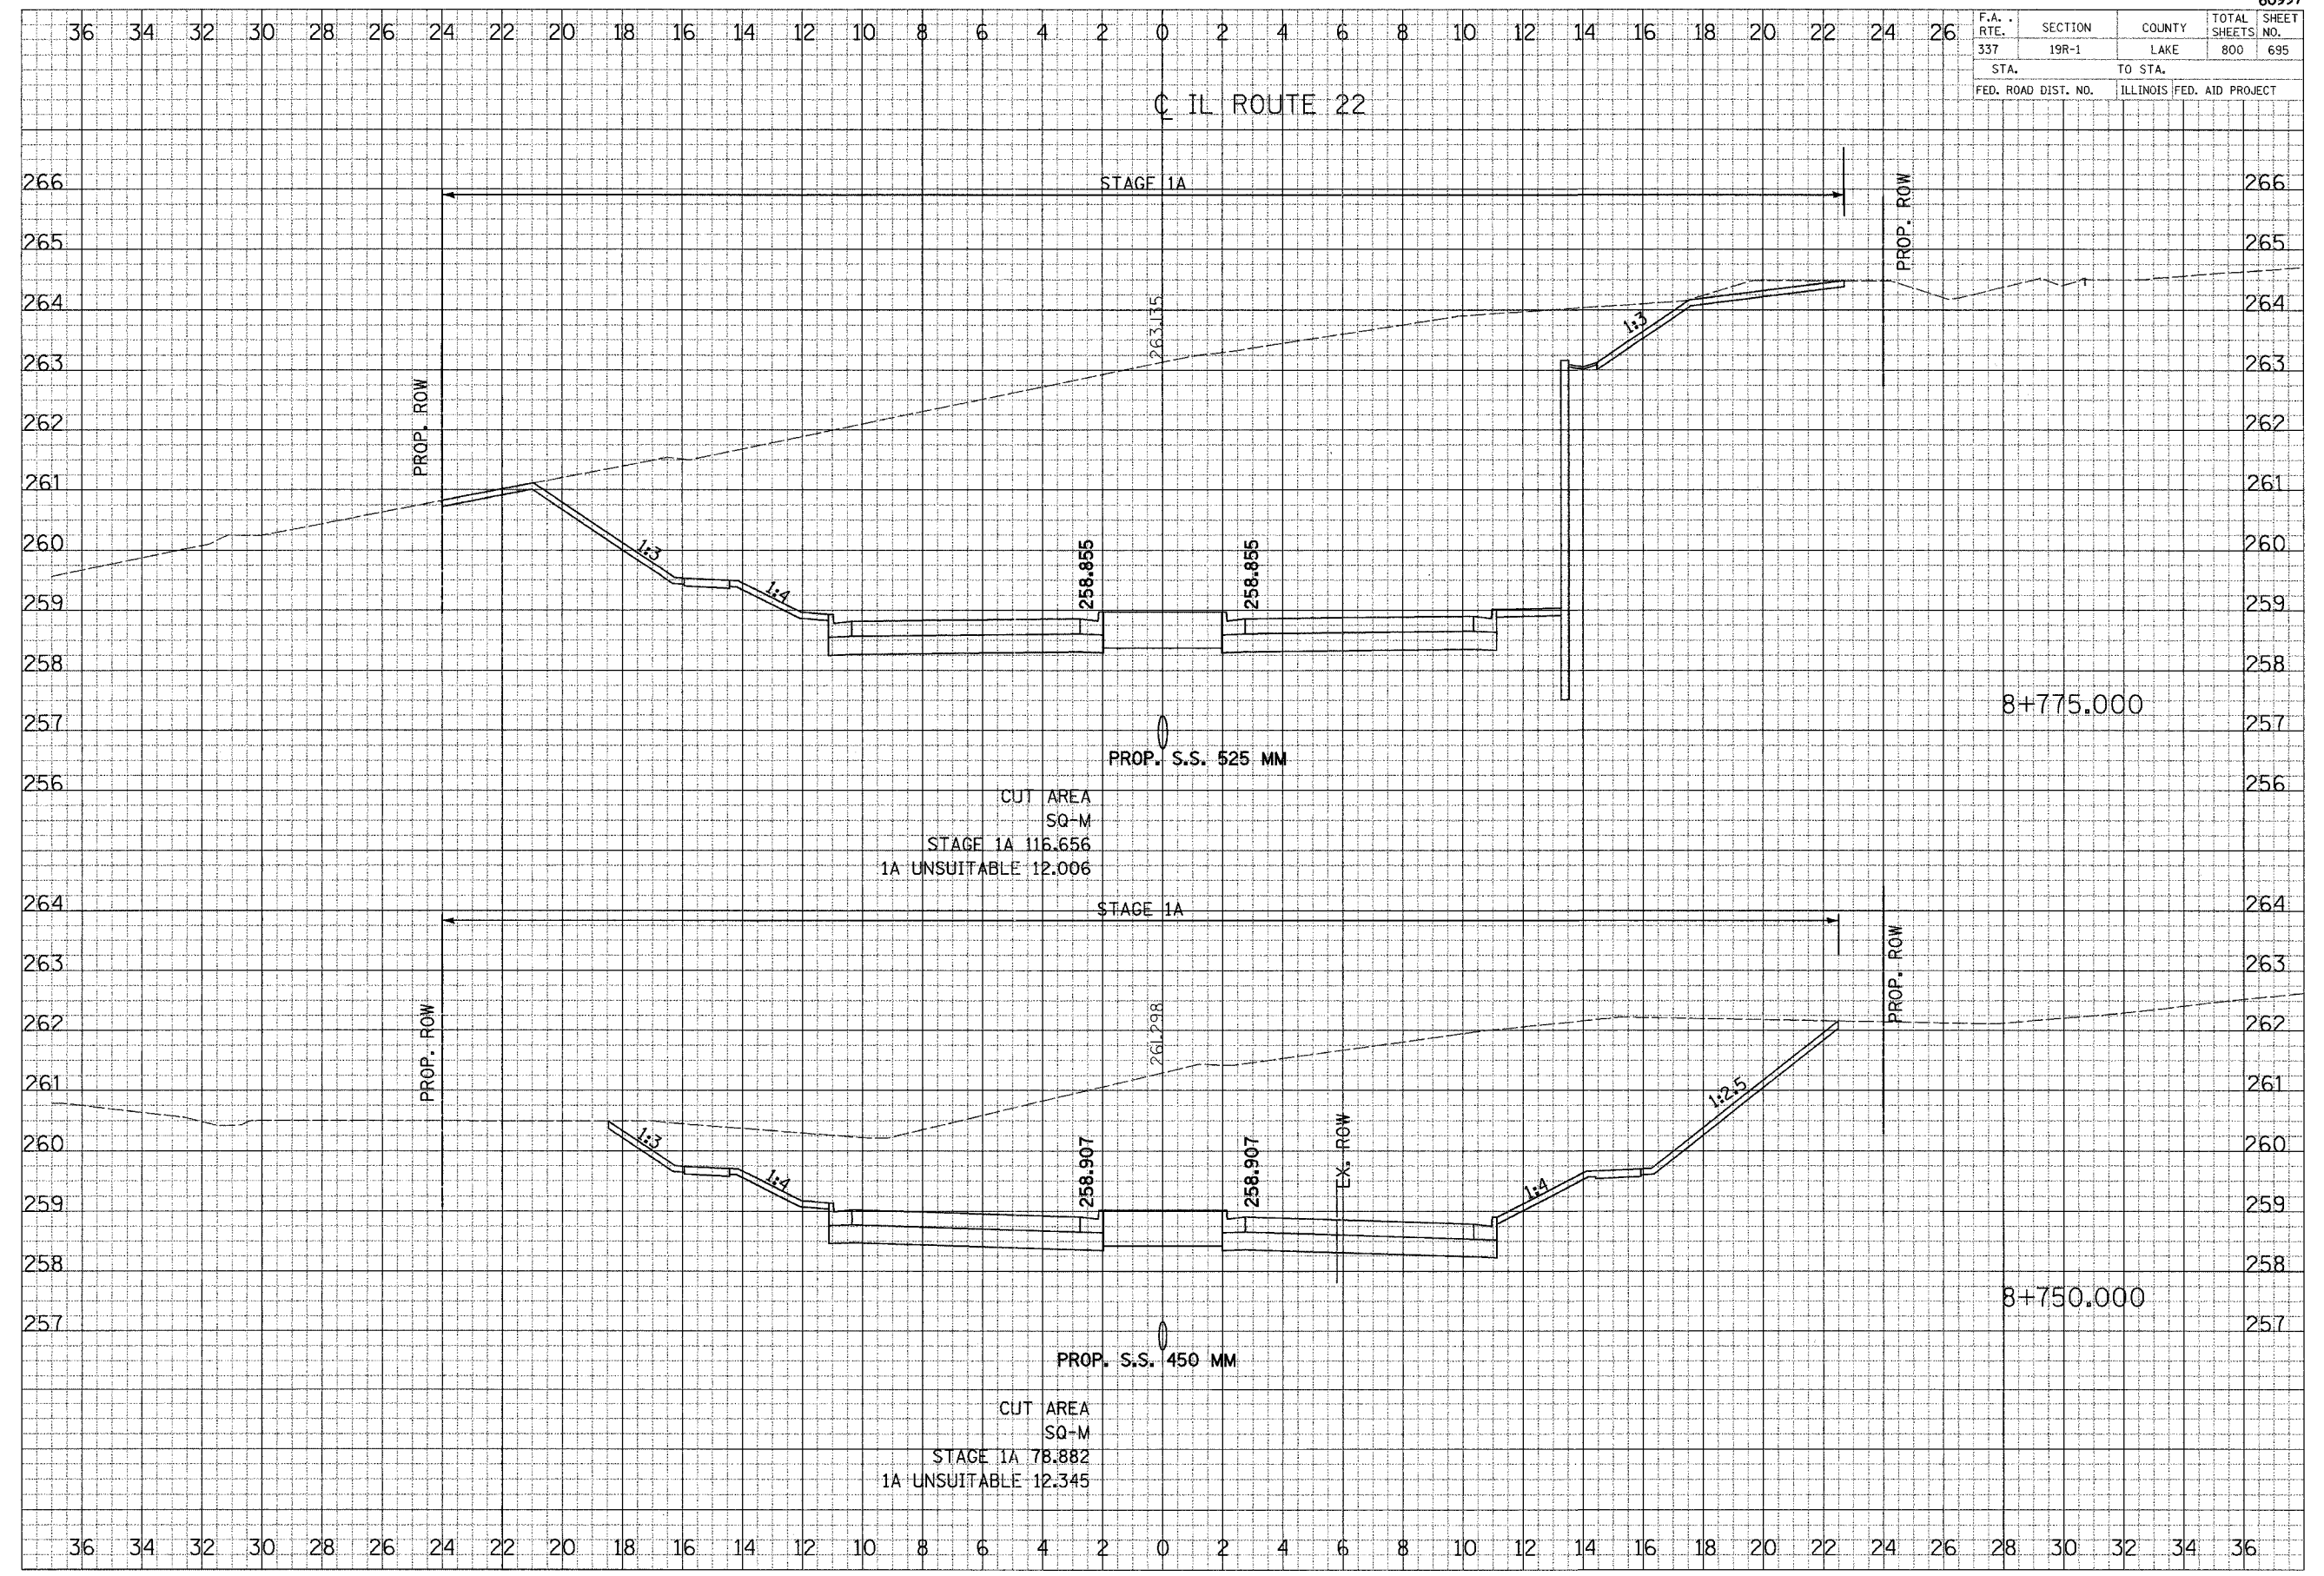 36 34 32 30 28 26 24 22 20 18 16 14 12 10 8 6 4 2 0 2 4 6 8 10 12 14 16 18 20 22 24 26
F.A. RTE. SECTION COUNTY TOTAL SHEETS SHEET NO.
337 19R-1 LAKE 800 695
STA. TO STA.
FED. ROAD DIST. NO. ILLINOIS FED. AID PROJECT
℄ IL ROUTE 22
STAGE 1A
266 266
265 265
264 264
263 263
262 262
261 261
260 260
259 259
258 258
257 257
256 256
PROP. ROW
PROP. ROW
263.135
1:3
1:3
1:4
258.855
258.855
8+775.000
PROP. S.S. 525 MM
CUT AREA
SQ-M
STAGE 1A 116.656
1A UNSUITABLE 12.006
STAGE 1A
264 264
263 263
262 262
261 261
260 260
259 259
258 258
257 257
PROP. ROW
PROP. ROW
261.298
1:3
1:4
258.907
258.907
EX. ROW
1:4
1:2.5
8+750.000
PROP. S.S. 450 MM
CUT AREA
SQ-M
STAGE 1A 78.882
1A UNSUITABLE 12.345
36 34 32 30 28 26 24 22 20 18 16 14 12 10 8 6 4 2 0 2 4 6 8 10 12 14 16 18 20 22 24 26 28 30 32 34 36